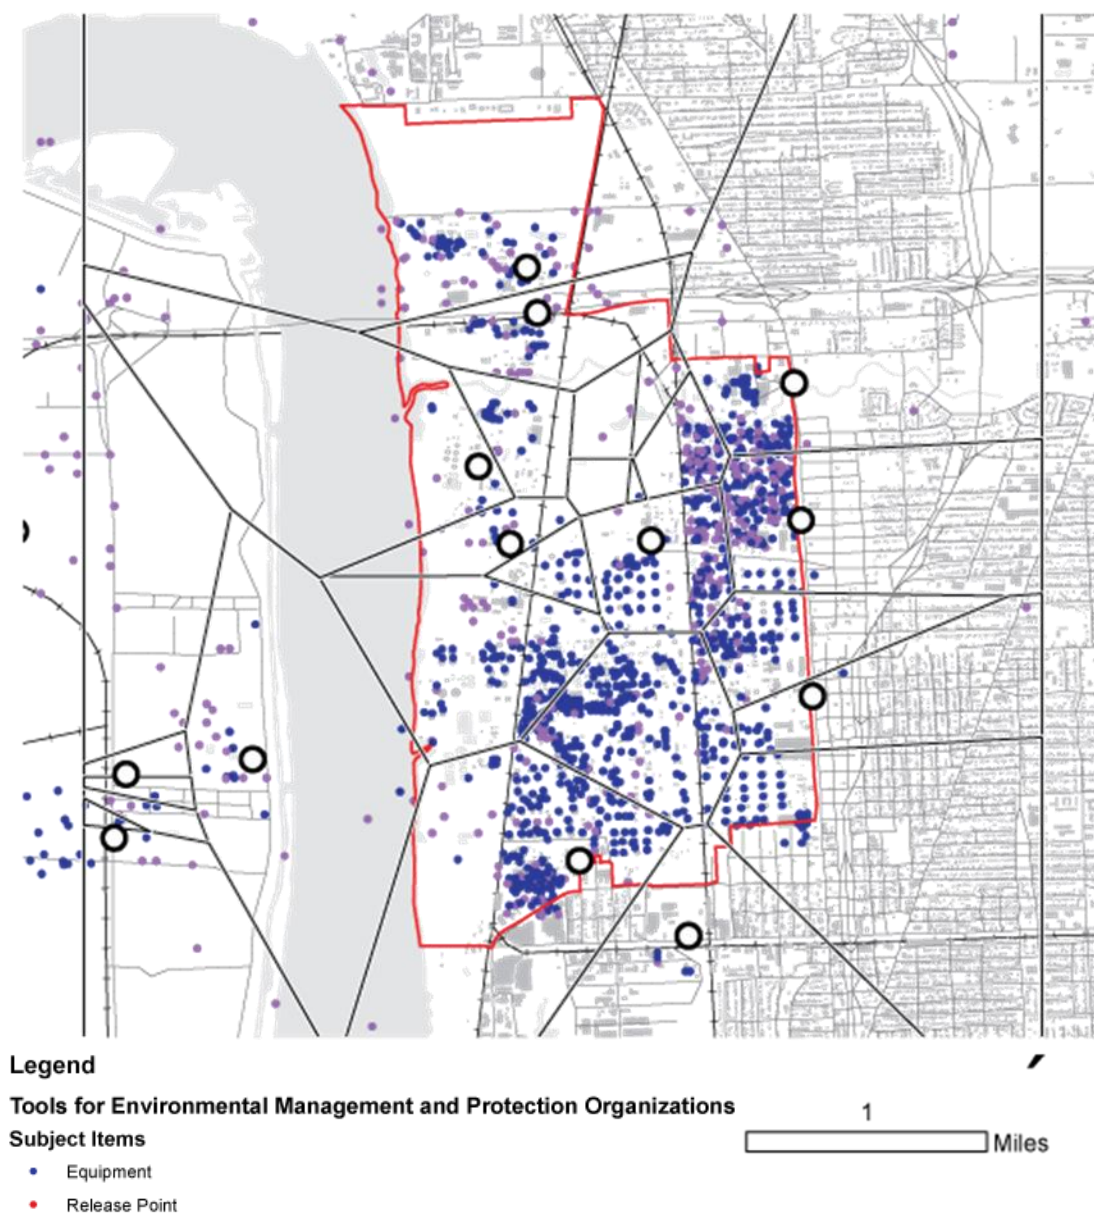 Legend
Tools for Environmental Management and Protection Organizations
1
Miles
Subject Items
Equipment
Release Point